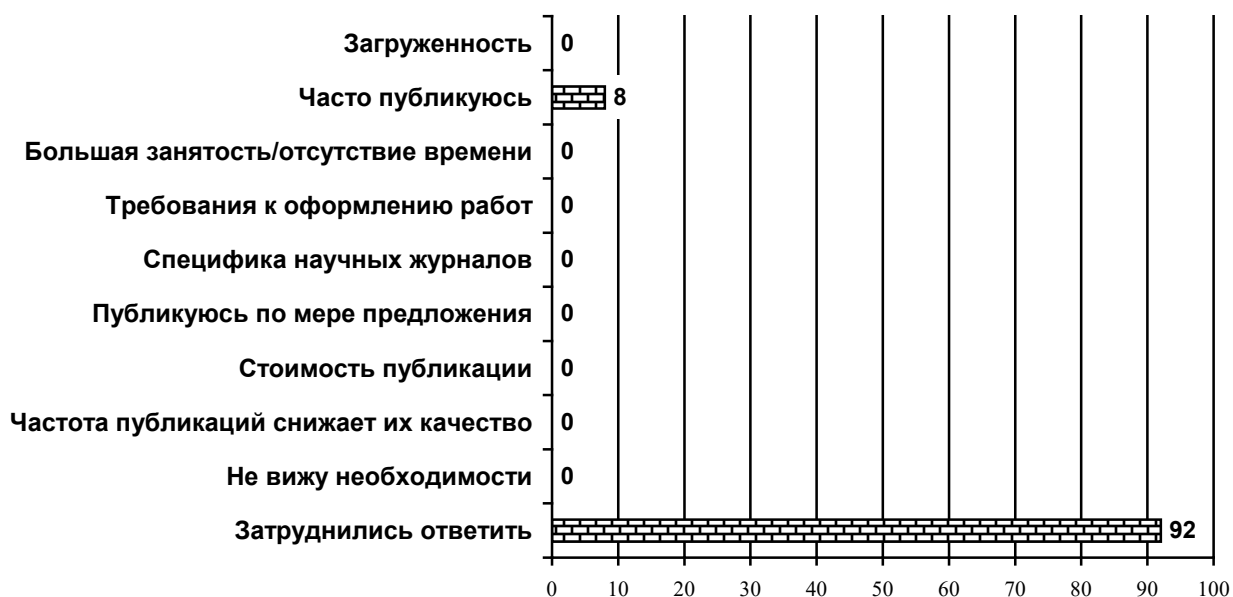 Загруженность 0
Часто публикуюсь 8
Большая занятость/отсутствие времени 0
Требования к оформлению работ 0
Специфика научных журналов 0
Публикуюсь по мере предложения 0
Стоимость публикации 0
Частота публикаций снижает их качество 0
Не вижу необходимости 0
Затруднились ответить 92
0 10 20 30 40 50 60 70 80 90 100